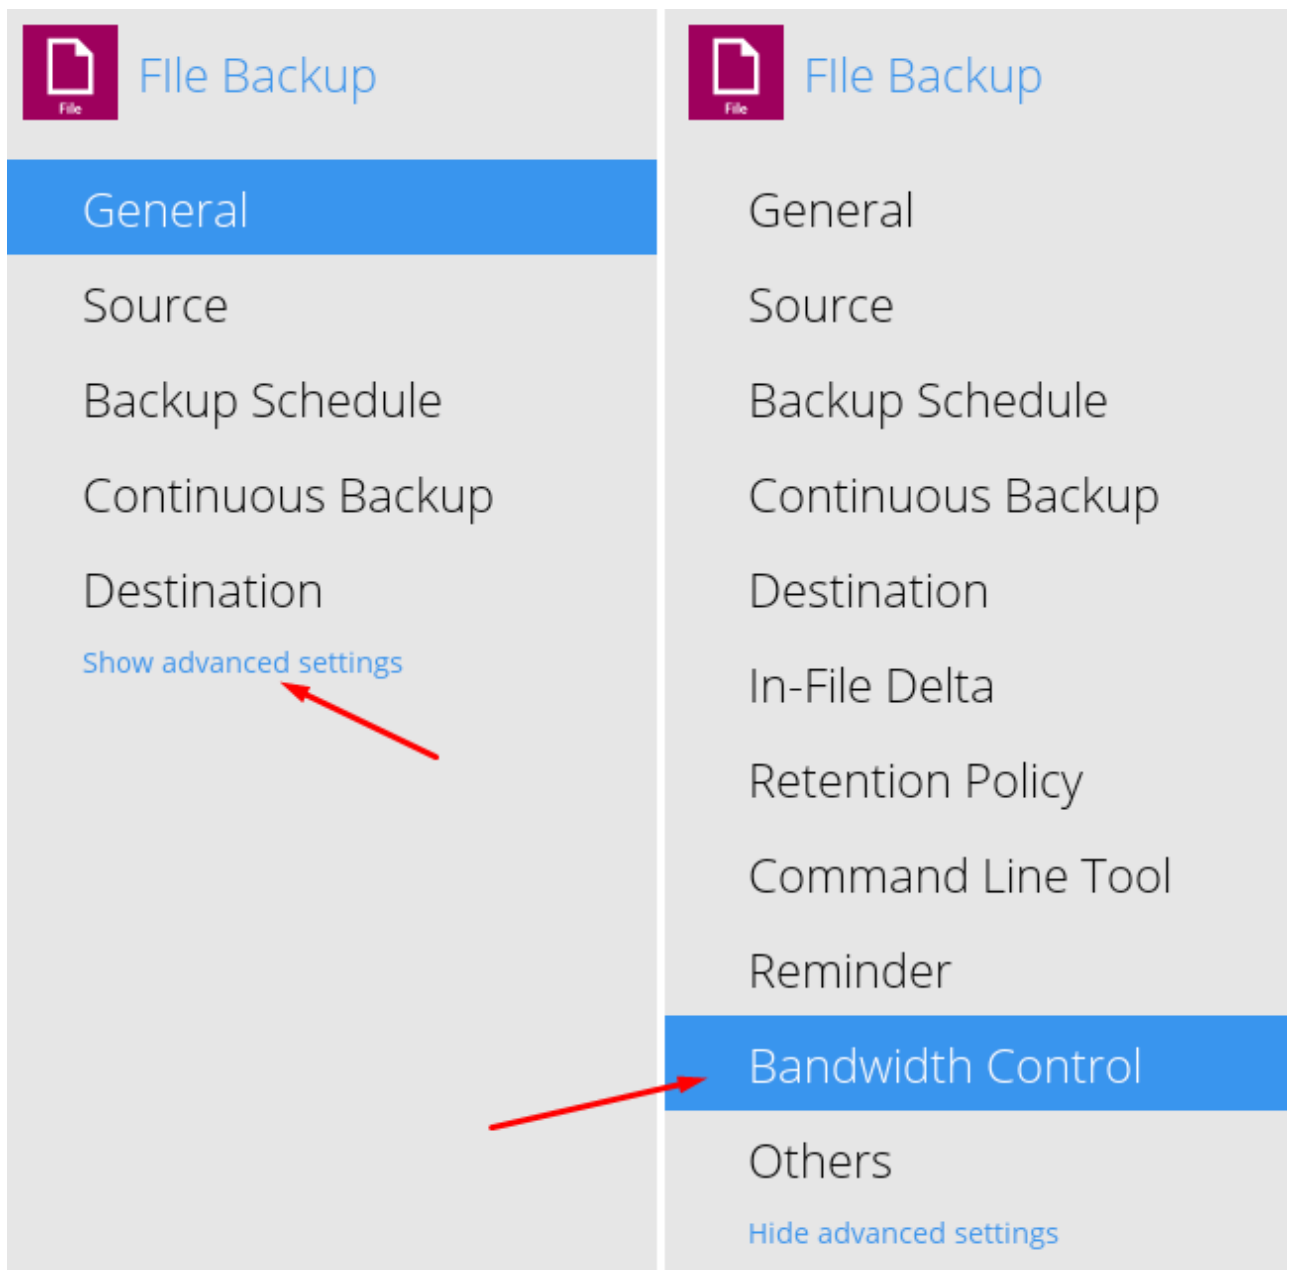 File
FIle Backup
General
Source
Backup Schedule
Continuous Backup
Destination
Show advanced settings
File
FIle Backup
General
Source
Backup Schedule
Continuous Backup
Destination
In-File Delta
Retention Policy
Command Line Tool
Reminder
Bandwidth Control
Others
Hide advanced settings